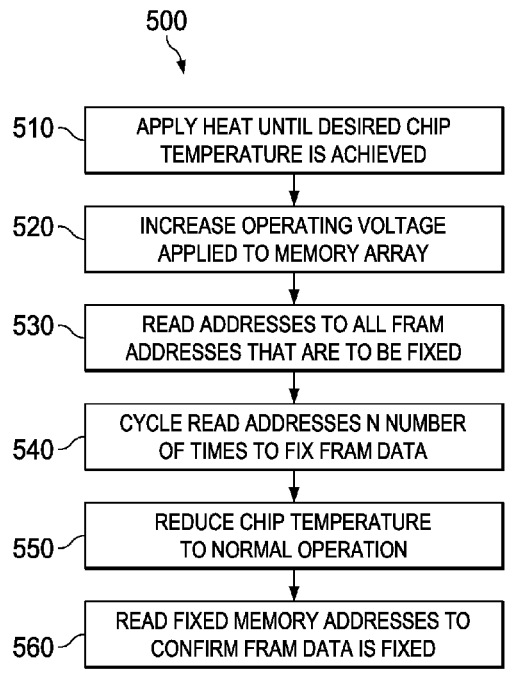 500
510
APPLY HEAT UNTIL DESIRED CHIP
TEMPERATURE IS ACHIEVED
520
INCREASE OPERATING VOLTAGE
APPLIED TO MEMORY ARRAY
530
READ ADDRESSES TO ALL FRAM
ADDRESSES THAT ARE TO BE FIXED
540
CYCLE READ ADDRESSES N NUMBER
OF TIMES TO FIX FRAM DATA
550
REDUCE CHIP TEMPERATURE
TO NORMAL OPERATION
560
READ FIXED MEMORY ADDRESSES TO
CONFIRM FRAM DATA IS FIXED